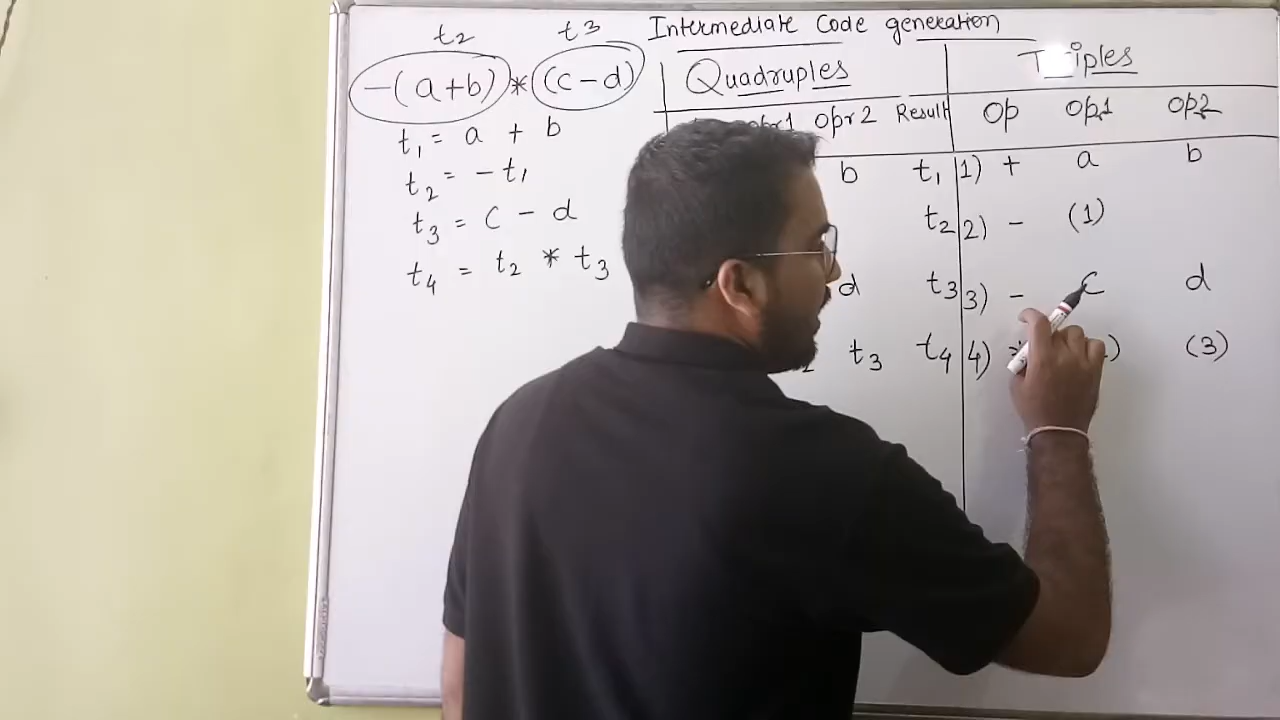 Intermediate Code generation
t2 t3
-(a+b) * (c-d)
t1 = a + b
t2 = -t1
t3 = c - d
t4 = t2 * t3
Quadruples
opr2 Result
b t1
t2
d t3
t3 t4
Triples
Op Op1 Op2
1) + a b
2) - (1)
3) - c d
4) (3)